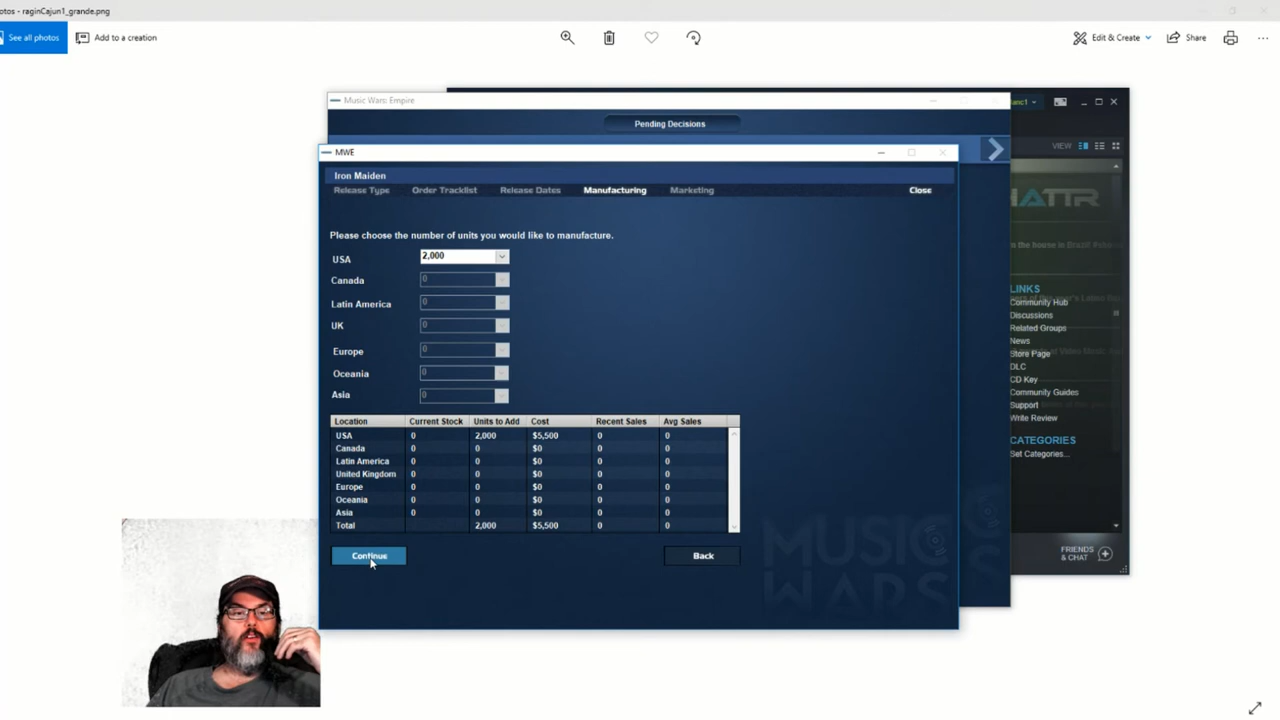 otos - raginCajun1_grande.png
See all photos
Add to a creation
Edit & Create
Share
Music Wars: Empire
Pending Decisions
MWE
VIEW
Iron Maiden
Release Type Order Tracklist Release Dates Manufacturing Marketing Close
HATTR
Please choose the number of units you would like to manufacture.
USA 2,000
Canada 0
Latin America 0
UK 0
Europe 0
Oceania 0
Asia 0
Location Current Stock Units to Add Cost Recent Sales Avg Sales
USA 0 2,000 $5,500 0 0
Canada 0 0 $0 0 0
Latin America 0 0 $0 0 0
United Kingdom 0 0 $0 0 0
Europe 0 0 $0 0 0
Oceania 0 0 $0 0 0
Asia 0 0 $0 0 0
Total 2,000 $5,500 0 0
Continue
Back
MUSIC
WARS
LINKS
Community Hub
Discussions
Related Groups
News
Store Page
DLC
CD Key
Community Guides
Support
Write Review
CATEGORIES
Set Categories...
FRIENDS
& CHAT